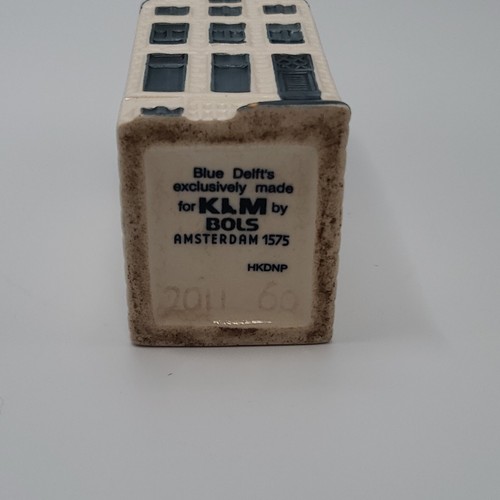 Blue Delft's
exclusively made
for KLM by
BOLS
AMSTERDAM 1575
HKDNP
2011 60